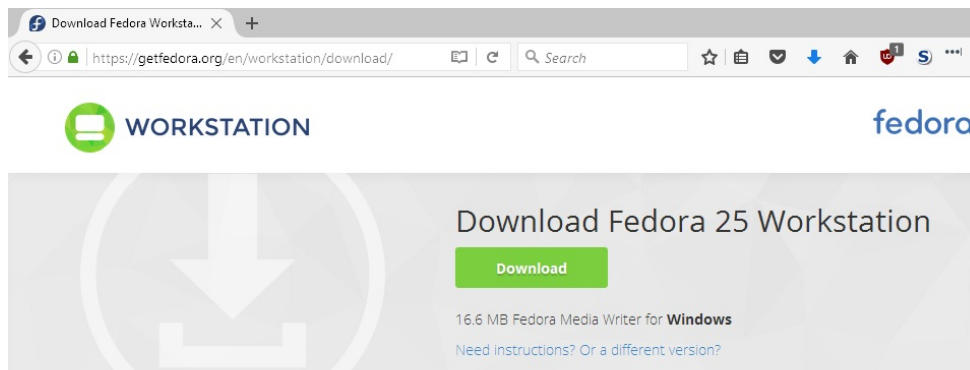 Download Fedora Worksta...
https://getfedora.org/en/workstation/download/
Search
1
S
WORKSTATION
fedora
Download Fedora 25 Workstation
Download
16.6 MB Fedora Media Writer for Windows
Need instructions? Or a different version?